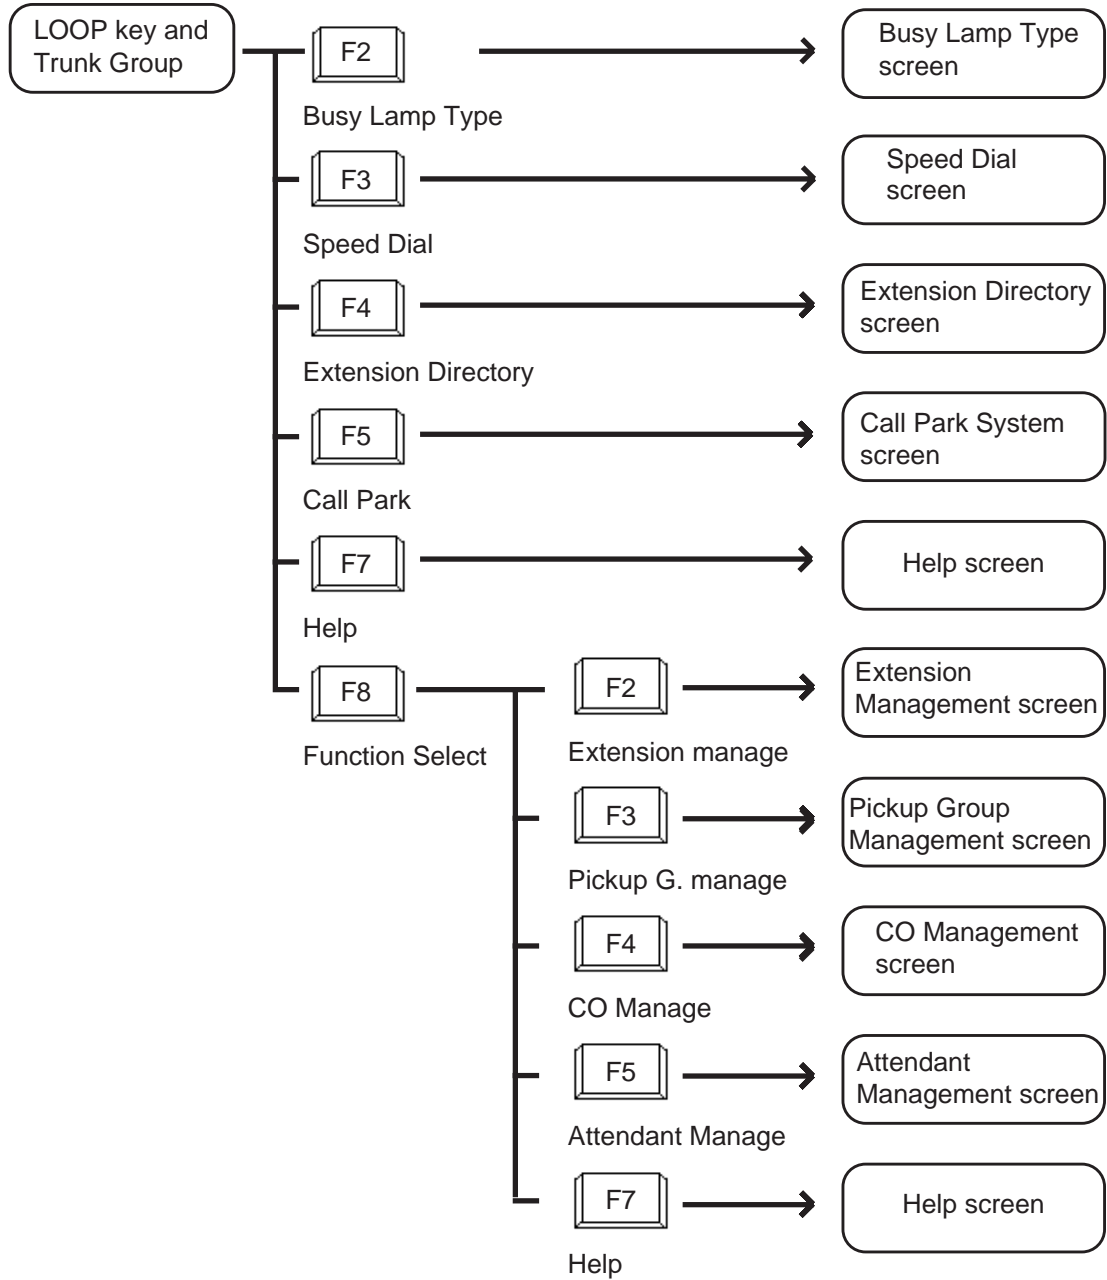 LOOP key and
Trunk Group
F2
Busy Lamp Type
Busy Lamp Type
screen
F3
Speed Dial
Speed Dial
screen
F4
Extension Directory
Extension Directory
screen
F5
Call Park
Call Park System
screen
F7
Help
Help screen
F8
Function Select
F2
Extension manage
Extension
Management screen
F3
Pickup G. manage
Pickup Group
Management screen
F4
CO Manage
CO Management
screen
F5
Attendant Manage
Attendant
Management screen
F7
Help
Help screen